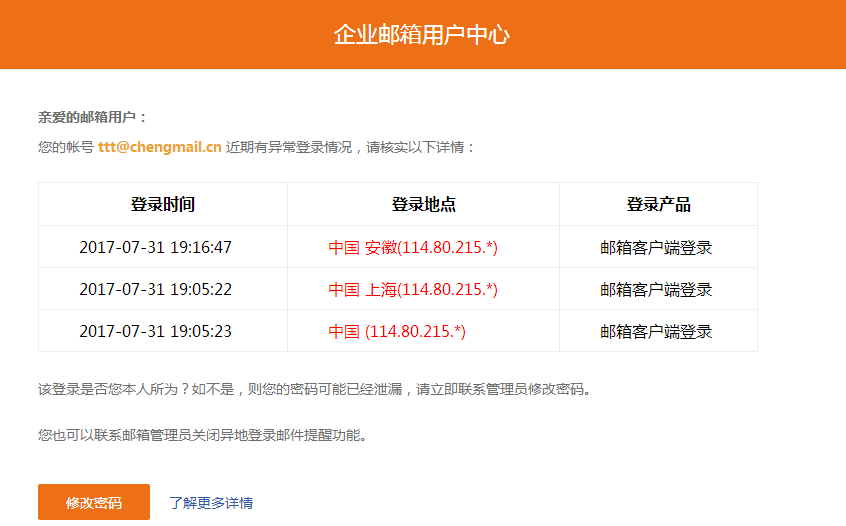 企业邮箱用户中心
亲爱的邮箱用户：
您的帐号 ttt@chengmail.cn 近期有异常登录情况，请核实以下详情：
登录时间 登录地点 登录产品
2017-07-31 19:16:47 中国 安徽(114.80.215.*) 邮箱客户端登录
2017-07-31 19:05:22 中国 上海(114.80.215.*) 邮箱客户端登录
2017-07-31 19:05:23 中国 (114.80.215.*) 邮箱客户端登录
该登录是否您本人所为？如不是，则您的密码可能已经泄漏，请立即联系管理员修改密码。
您也可以联系邮箱管理员关闭异地登录邮件提醒功能。
修改密码 了解更多详情